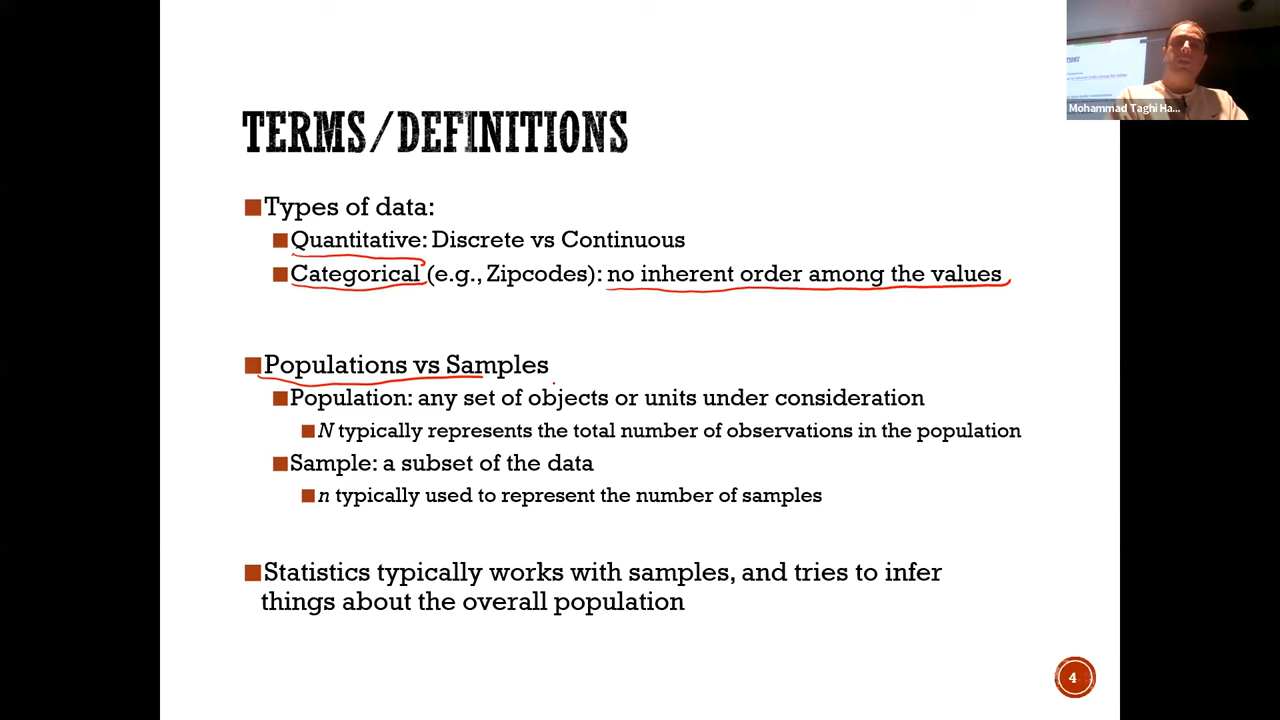 Mohammad Taghi Ha...
TERMS/DEFINITIONS
Types of data:
Quantitative: Discrete vs Continuous
Categorical (e.g., Zipcodes): no inherent order among the values
Populations vs Samples
Population: any set of objects or units under consideration
N typically represents the total number of observations in the population
Sample: a subset of the data
n typically used to represent the number of samples
Statistics typically works with samples, and tries to infer
things about the overall population
4